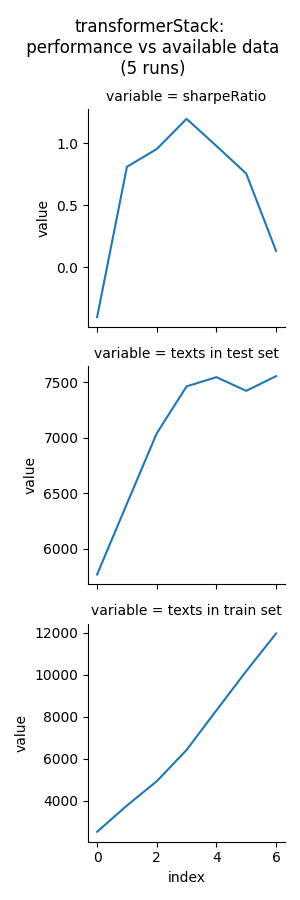 transformerStack:
performance vs available data
(5 runs)
variable = sharpeRatio
1.0
0.5
0.0
value
variable = texts in test set
7500
7000
6500
6000
value
variable = texts in train set
12000
10000
8000
6000
4000
value
0 2 4 6
index